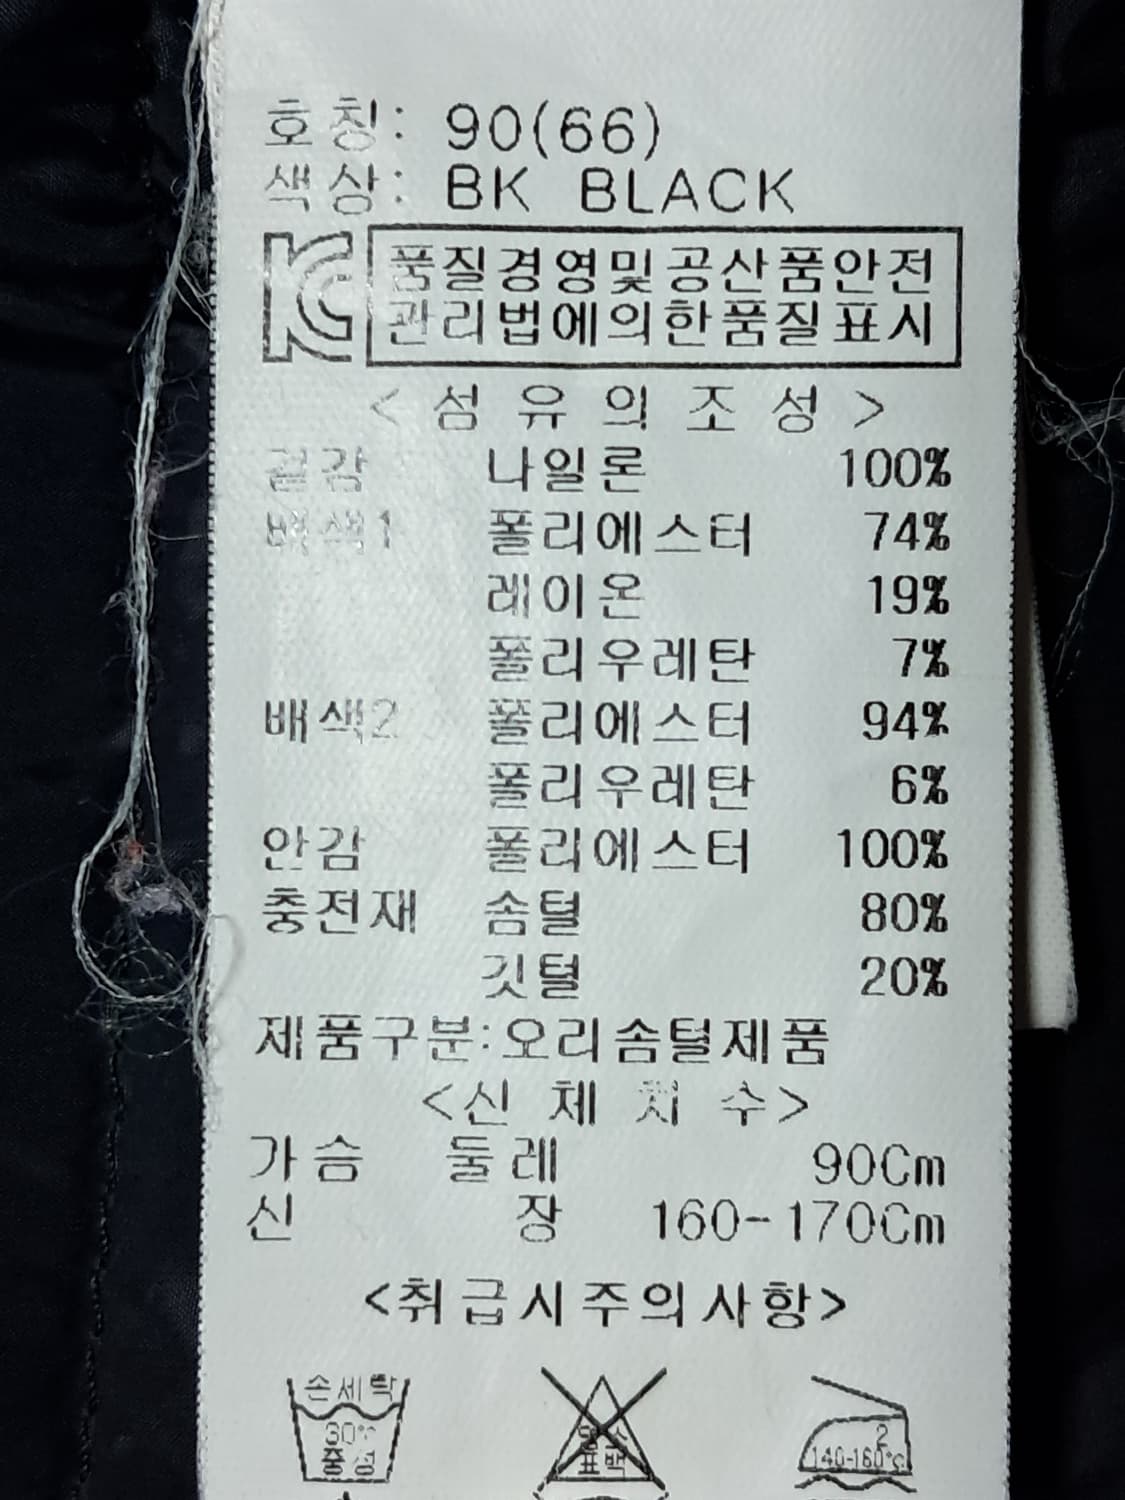 호칭: 90(66)
색상: BK BLACK
KC 품질경영및공산품안전
관리법에의한품질표시
<섬유의조성>
겉감 나일론 100%
배색1 폴리에스터 74%
레이온 19%
폴리우레탄 7%
배색2 폴리에스터 94%
폴리우레탄 6%
안감 폴리에스터 100%
충전재 솜털 80%
깃털 20%
제품구분:오리솜털제품
<신체치수>
가슴 둘레 90Cm
신 장 160-170Cm
<취급시주의사항>
손세탁
30℃
중성
염소
표백
2
140-160℃